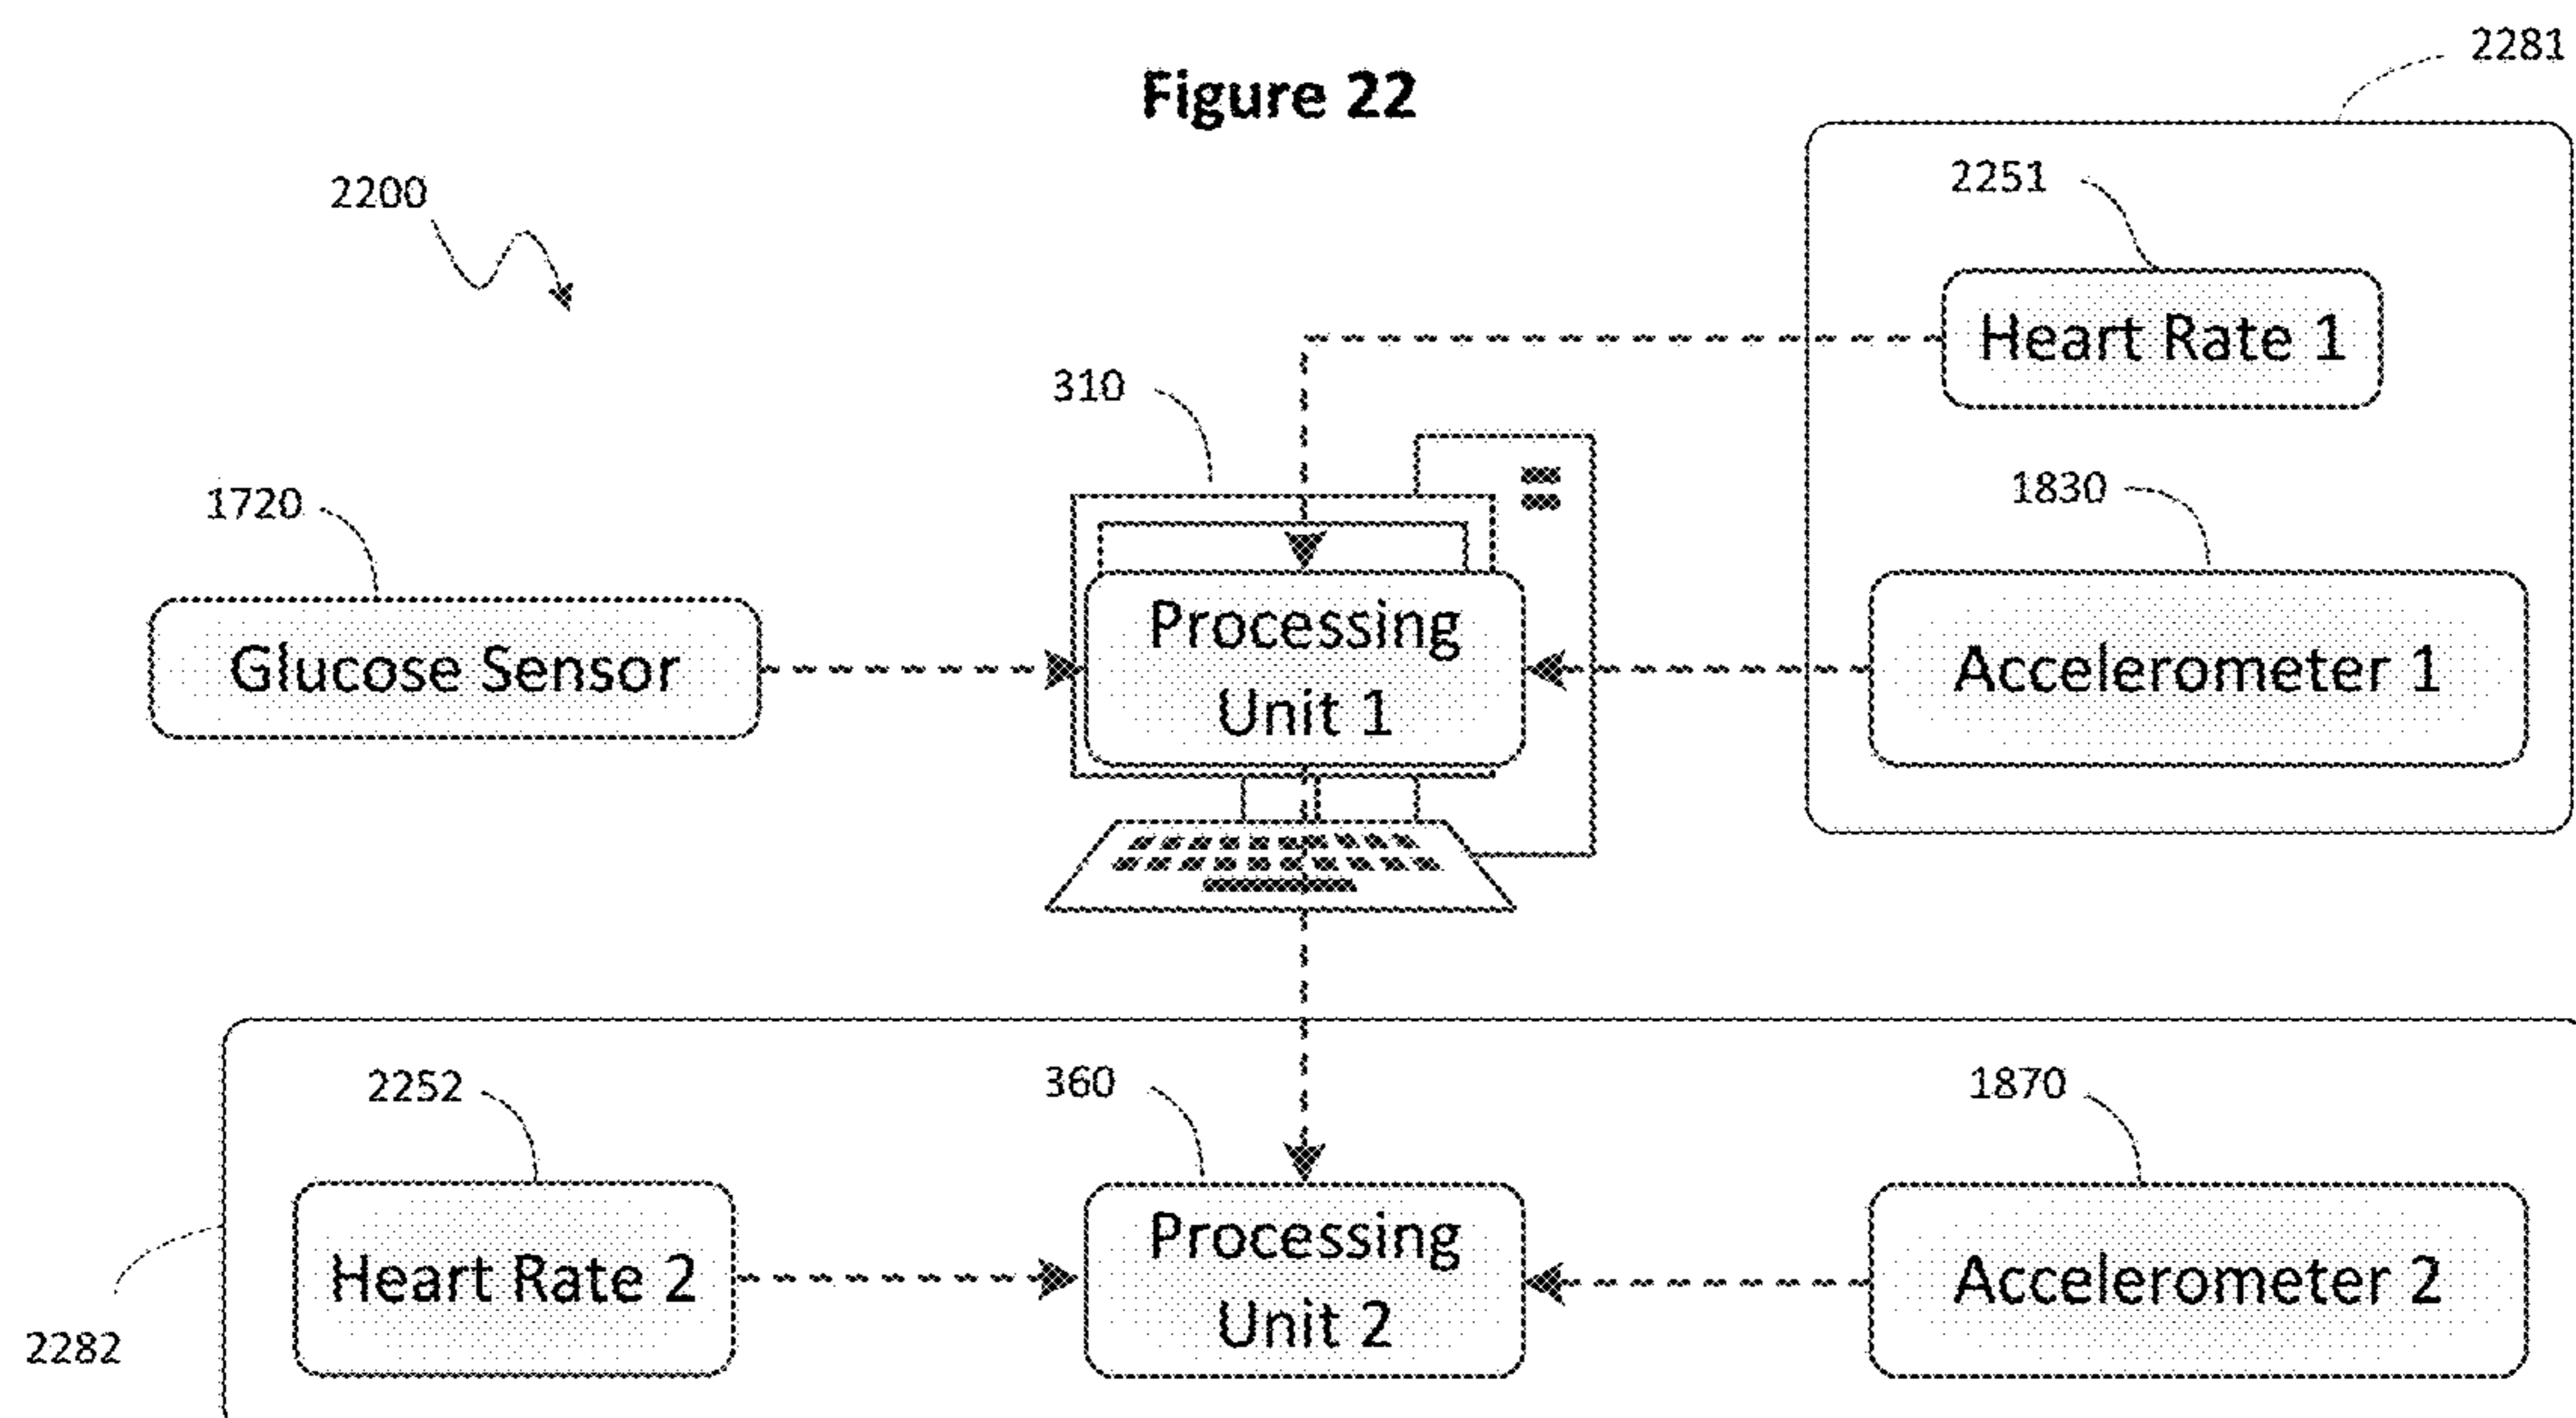 Figure 22
2281
2200
2251
Heart Rate 1
310
1720
1830
Glucose Sensor
Processing
Unit 1
Accelerometer 1
2252
360
1870
Heart Rate 2
Processing
Unit 2
Accelerometer 2
2282